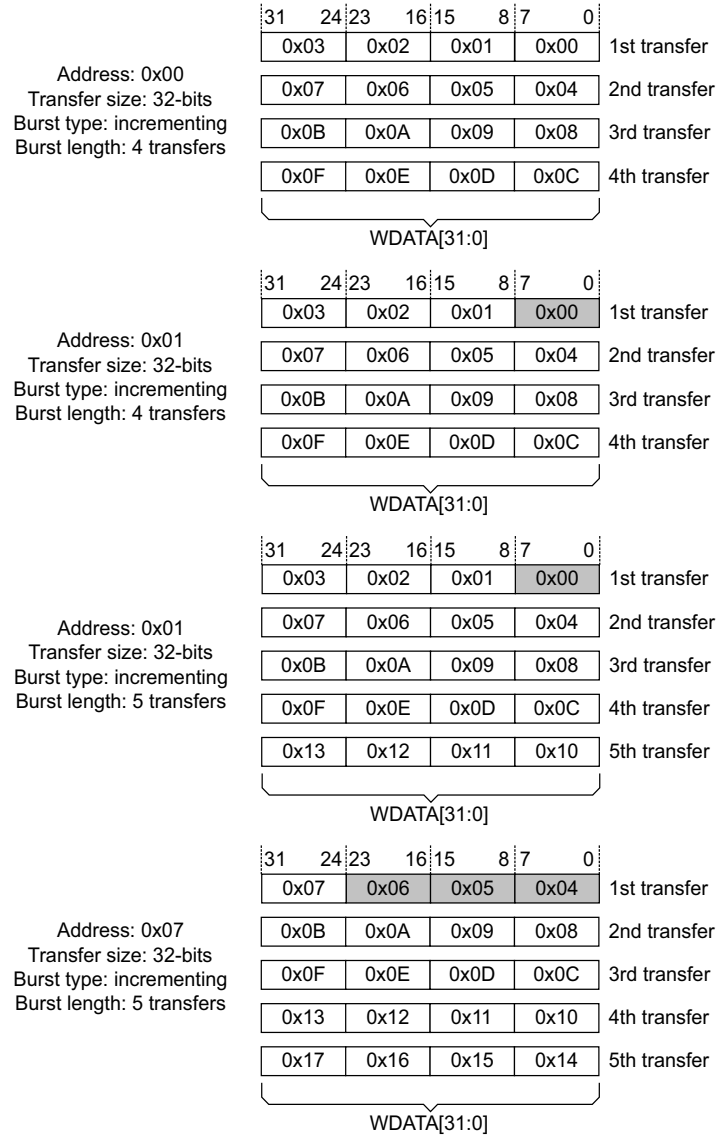 31 24 23 16 15 8 7 0
0x03 0x02 0x01 0x00 1st transfer
Address: 0x00
Transfer size: 32-bits
Burst type: incrementing
Burst length: 4 transfers
0x07 0x06 0x05 0x04 2nd transfer
0x0B 0x0A 0x09 0x08 3rd transfer
0x0F 0x0E 0x0D 0x0C 4th transfer
WDATA[31:0]
31 24 23 16 15 8 7 0
0x03 0x02 0x01 0x00 1st transfer
Address: 0x01
Transfer size: 32-bits
Burst type: incrementing
Burst length: 4 transfers
0x07 0x06 0x05 0x04 2nd transfer
0x0B 0x0A 0x09 0x08 3rd transfer
0x0F 0x0E 0x0D 0x0C 4th transfer
WDATA[31:0]
31 24 23 16 15 8 7 0
0x03 0x02 0x01 0x00 1st transfer
Address: 0x01
Transfer size: 32-bits
Burst type: incrementing
Burst length: 5 transfers
0x07 0x06 0x05 0x04 2nd transfer
0x0B 0x0A 0x09 0x08 3rd transfer
0x0F 0x0E 0x0D 0x0C 4th transfer
0x13 0x12 0x11 0x10 5th transfer
WDATA[31:0]
31 24 23 16 15 8 7 0
0x07 0x06 0x05 0x04 1st transfer
Address: 0x07
Transfer size: 32-bits
Burst type: incrementing
Burst length: 5 transfers
0x0B 0x0A 0x09 0x08 2nd transfer
0x0F 0x0E 0x0D 0x0C 3rd transfer
0x13 0x12 0x11 0x10 4th transfer
0x17 0x16 0x15 0x14 5th transfer
WDATA[31:0]